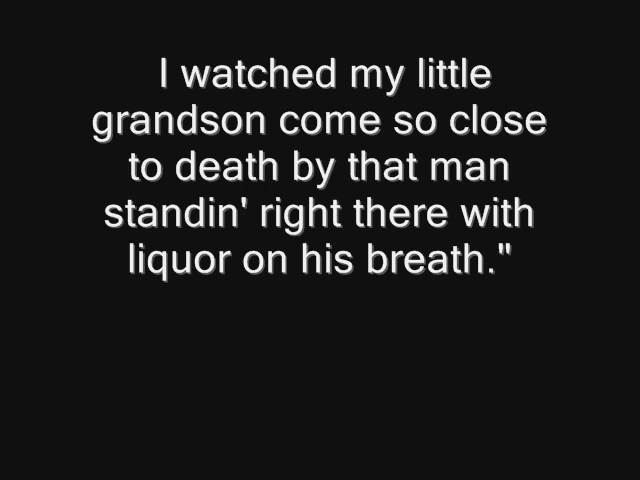 I watched my little
grandson come so close
to death by that man
standin' right there with
liquor on his breath."